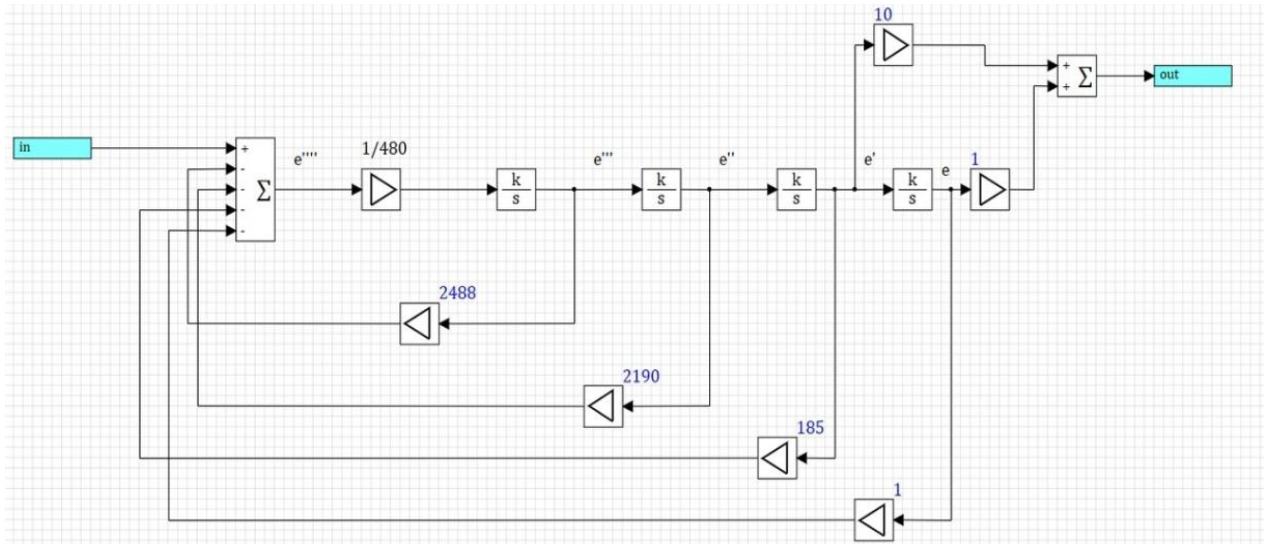 10
+
+
Σ
out
in
+
-
-
-
-
Σ
e''''
1/480
k
s
e'''
k
s
e''
k
s
e'
k
s
e
1
2488
2190
185
1